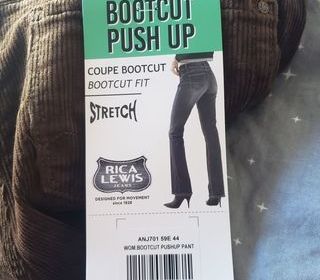 BOOTCUT
PUSH UP
COUPE BOOTCUT
BOOTCUT FIT
STRETCH
RICA
LEWIS
JEANS
DESIGNED FOR MOVEMENT
since 1928
ANJ701 59E 44
WOM.BOOTCUT PUSHUP PANT